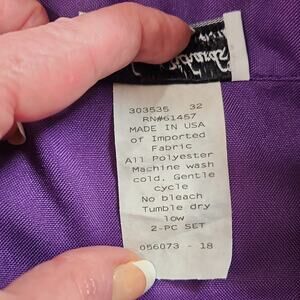 303535 32
RN#61457
MADE IN USA
of Imported
Fabric
All Polyester
Machine wash
cold. Gentle
cycle
No bleach
Tumble dry
low
2-PC SET
056073 - 18